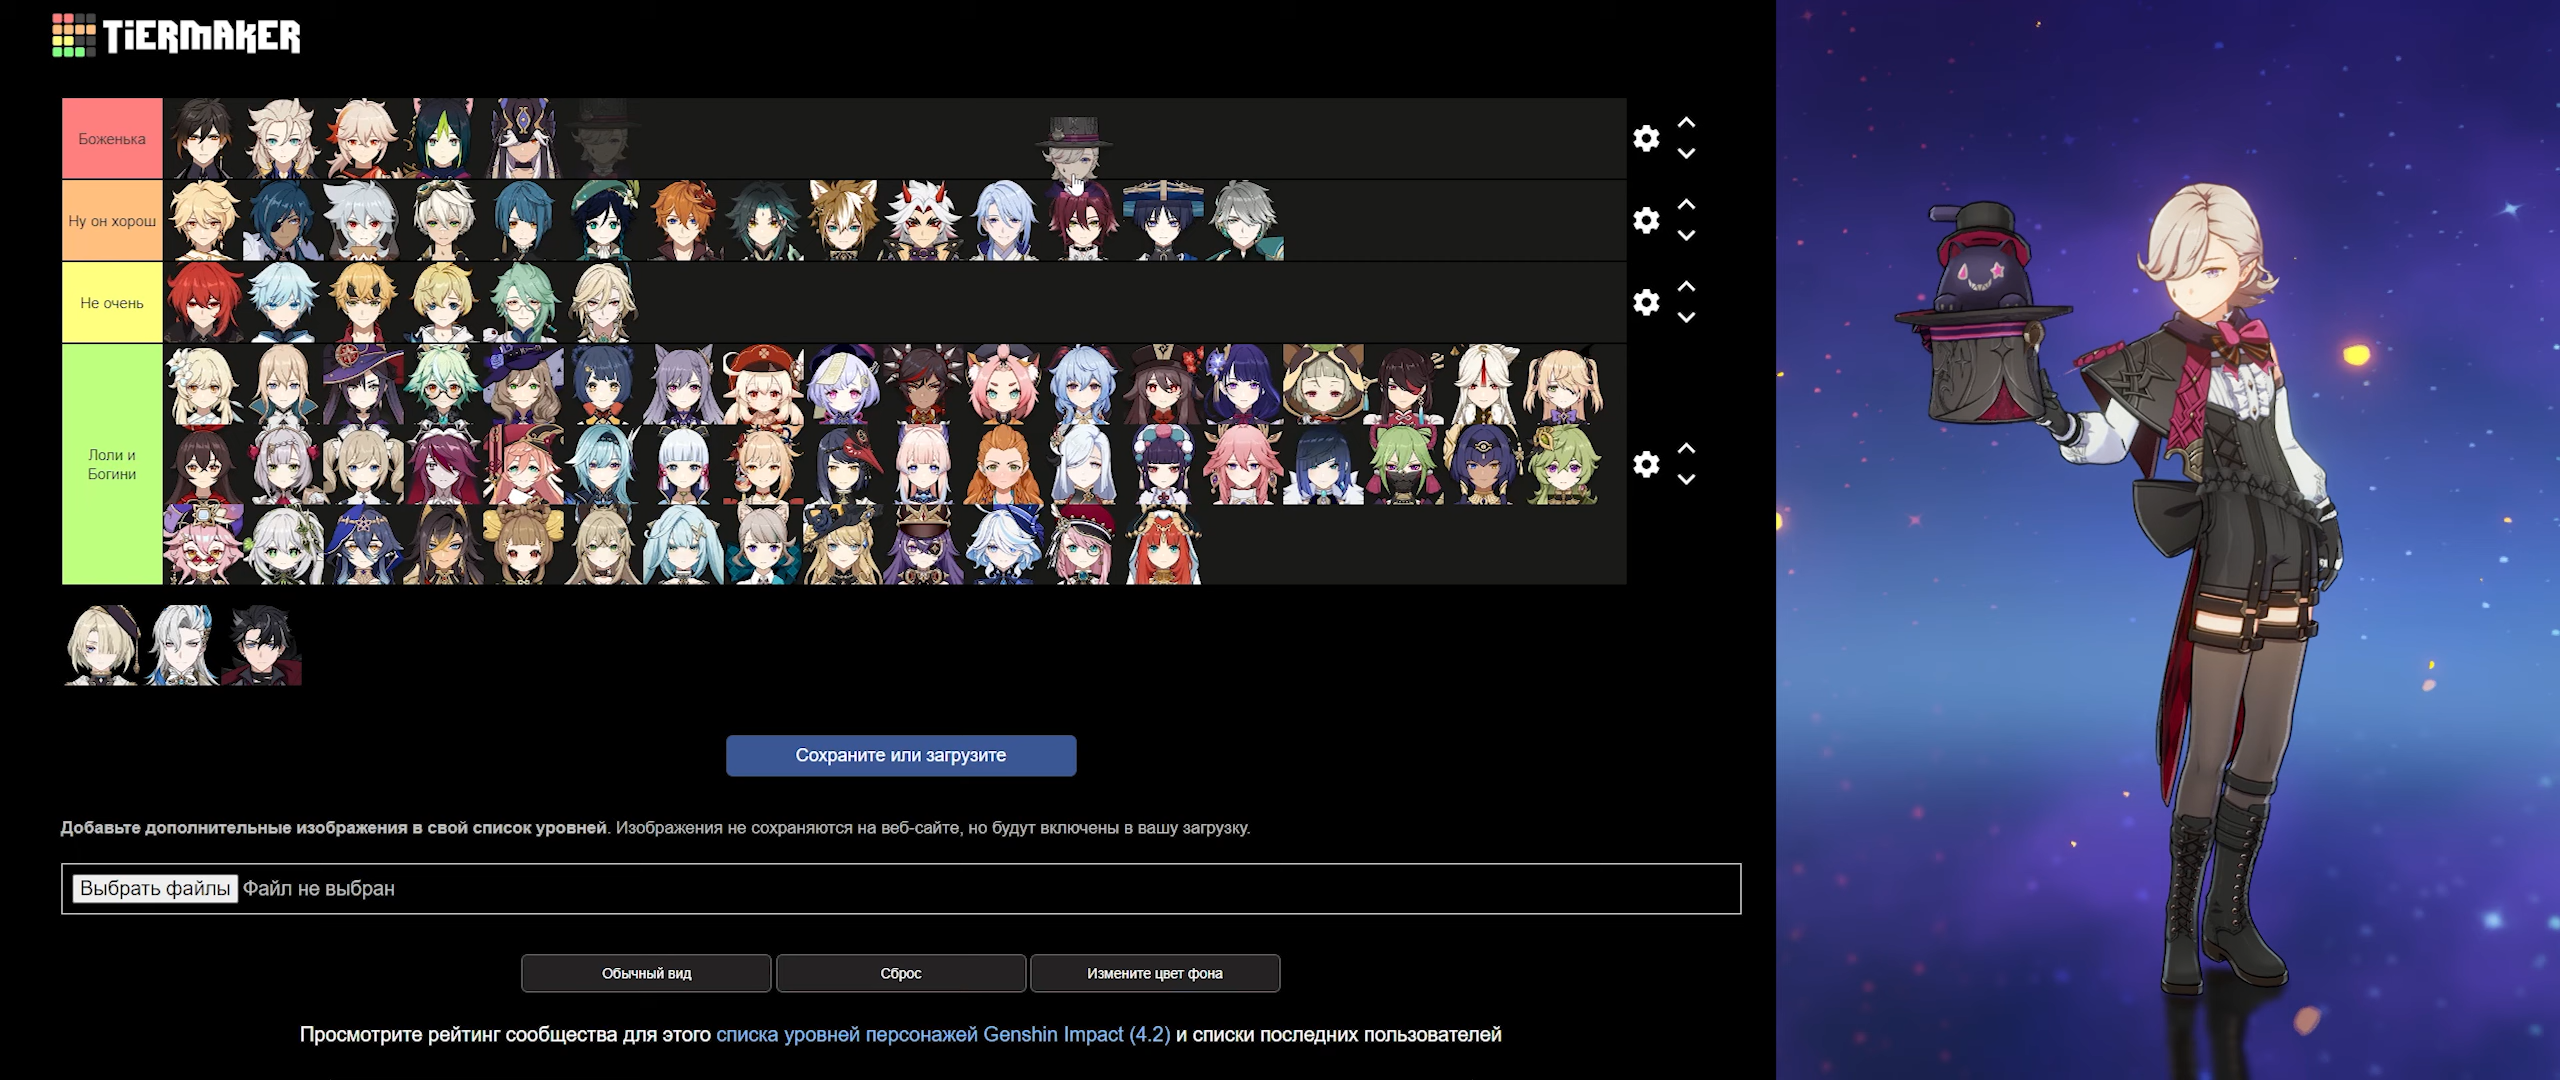 TiERMAKER
Боженька
Ну он хорош
Не очень
Лоли и
Богини
Сохраните или загрузите
Добавьте дополнительные изображения в свой список уровней. Изображения не сохраняются на веб-сайте, но будут включены в вашу загрузку.
Выбрать файлы Файл не выбран
Обычный вид Сброс Измените цвет фона
Просмотрите рейтинг сообщества для этого списка уровней персонажей Genshin Impact (4.2) и списки последних пользователей